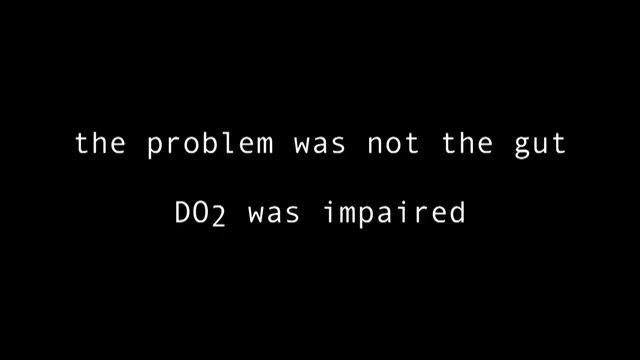 the problem was not the gut
DO2 was impaired